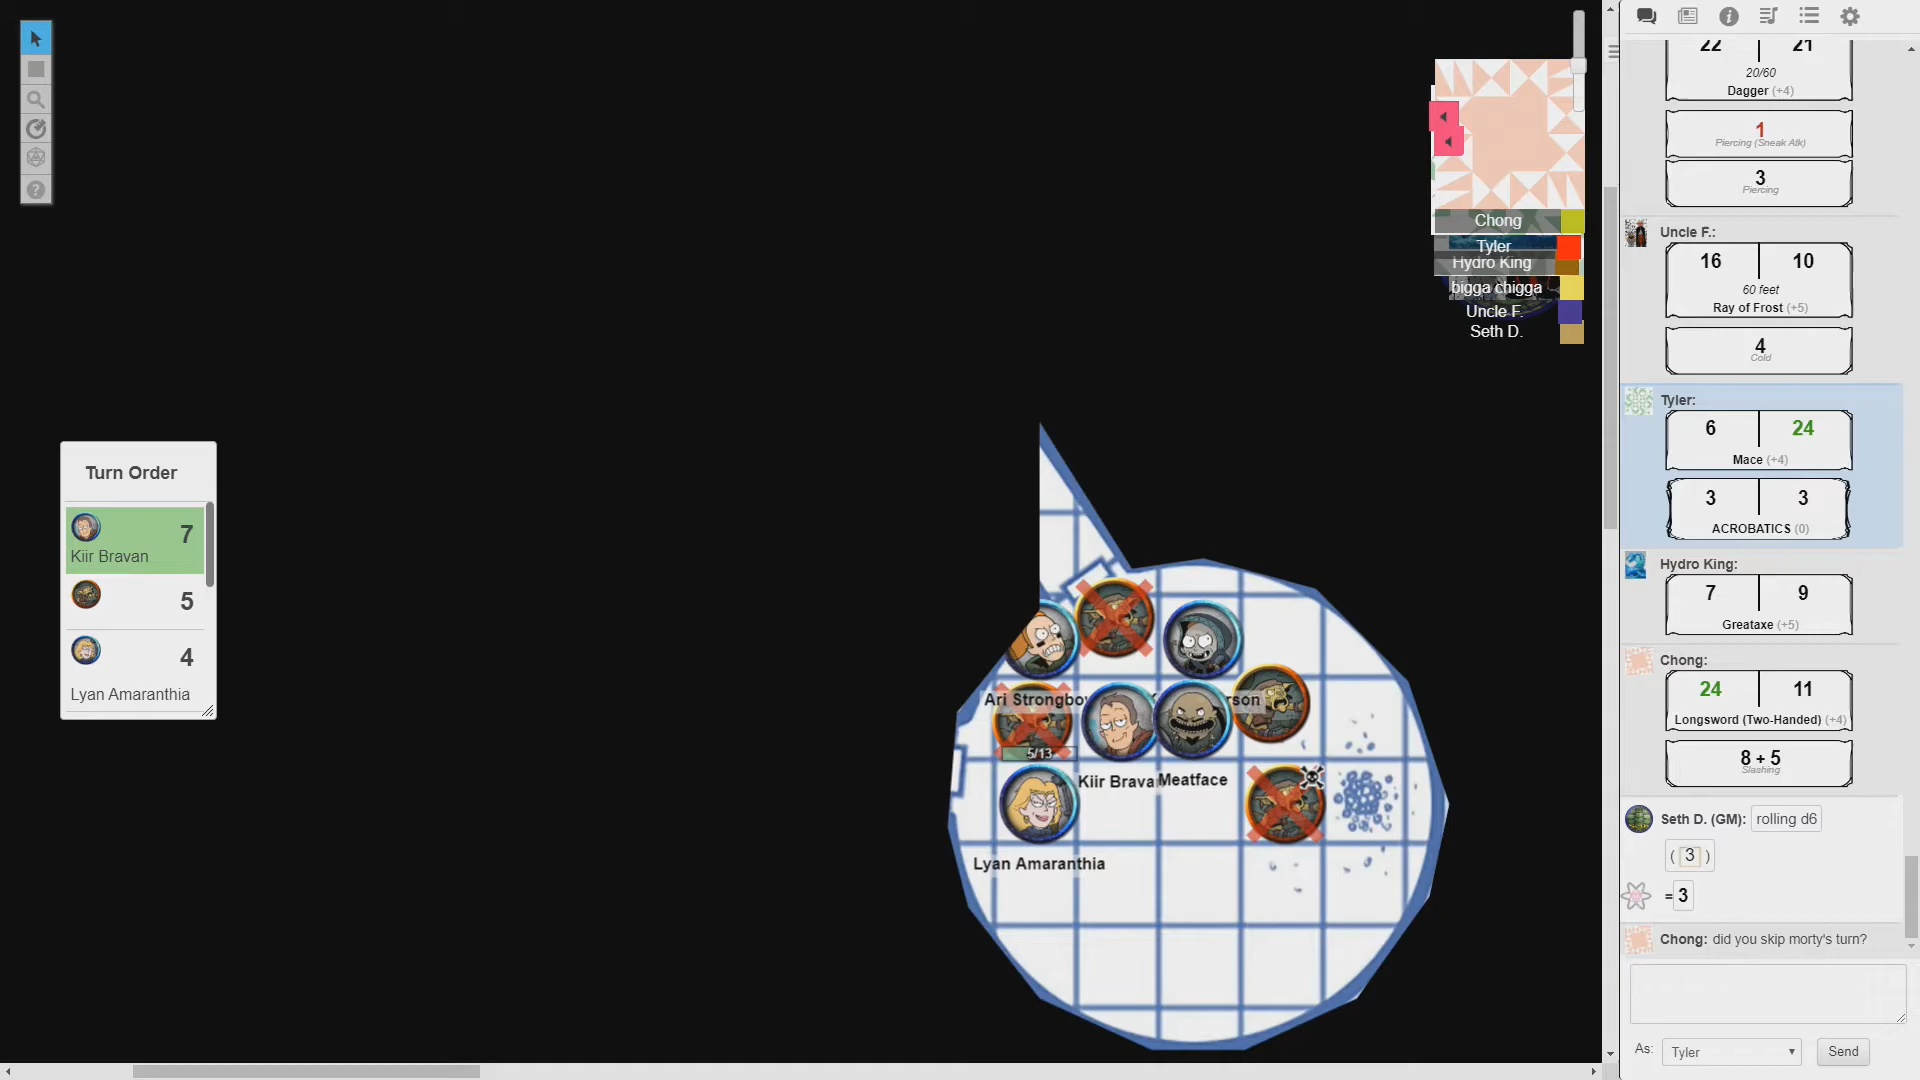 Turn Order
7
Kiir Bravan
5
4
Lyan Amaranthia
Chong
Tyler
Hydro King
bigga chigga
Uncle F.
Seth D.
Ari Strongbo
rson
5/13
Kiir Brava
Meatface
Lyan Amaranthia
22 21
20/60
Dagger (+4)
1
Piercing (Sneak Atk)
3
Piercing
Uncle F.:
16 10
60 feet
Ray of Frost (+5)
4
Cold
Tyler:
6 24
Mace (+4)
3 3
ACROBATICS (0)
Hydro King:
7 9
Greataxe (+5)
Chong:
24 11
Longsword (Two-Handed) (+4)
8 + 5
Slashing
Seth D. (GM): rolling d6
( 3 )
=3
Chong: did you skip morty's turn?
As: Tyler
Send